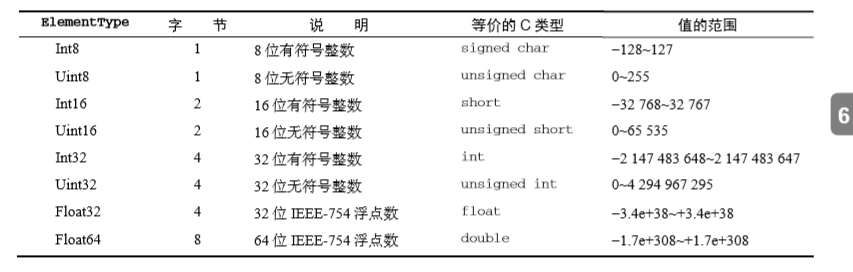 ElementType 字 节 说 明 等价的 C 类型 值的范围
Int8 1 8 位有符号整数 signed char −128~127
Uint8 1 8 位无符号整数 unsigned char 0~255
Int16 2 16 位有符号整数 short −32 768~32 767
Uint16 2 16 位无符号整数 unsigned short 0~65 535
Int32 4 32 位有符号整数 int −2 147 483 648~2 147 483 647
Uint32 4 32 位无符号整数 unsigned int 0~4 294 967 295
Float32 4 32 位 IEEE-754 浮点数 float −3.4e+38~+3.4e+38
Float64 8 64 位 IEEE-754 浮点数 double −1.7e+308~+1.7e+308
6